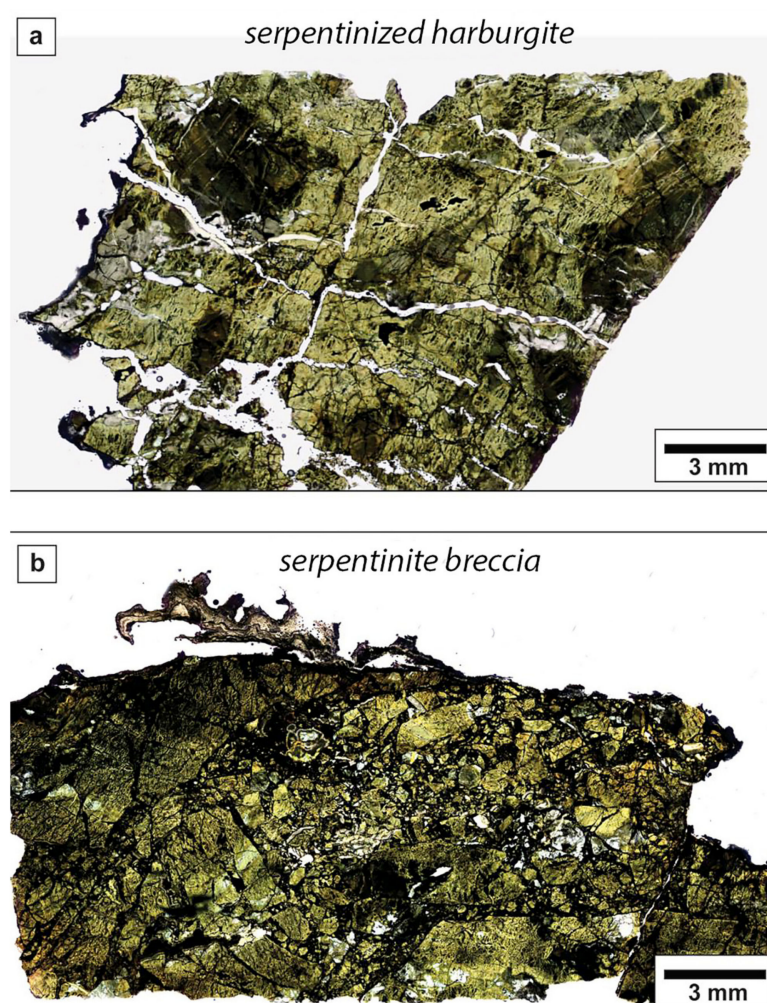 a
serpentinized harburgite
3 mm
b
serpentinite breccia
3 mm